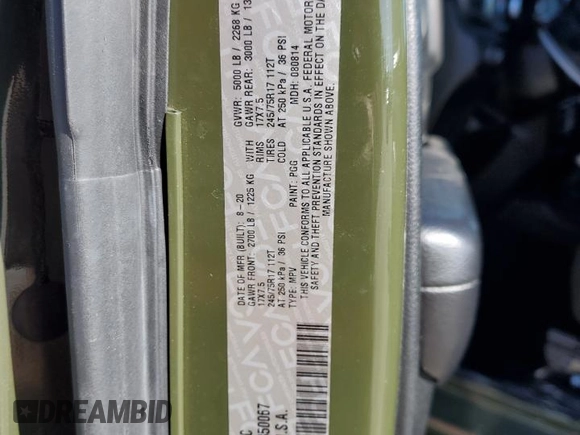 C
DATE OF MFR (BUILT): 8-20 GVWR: 5000 LB / 2268 KG
GAWR FRONT: 2700 LB / 1225 KG WITH GAWR REAR: 3000 LB / 13
17X7.5 RIMS 17X7.5
245/75R17 112T TIRES 245/75R17 112T
AT 250 kPa / 36 PSI COLD AT 250 kPa / 36 PSI
TYPE: MPV PAINT: PGG MDH: 080814
THIS VEHICLE CONFORMS TO ALL APPLICABLE U.S.A. FEDERAL MOTOR
SAFETY AND THEFT PREVENTION STANDARDS IN EFFECT ON THE DA
MANUFACTURE SHOWN ABOVE.
50067
.S.A.
DREAMBID